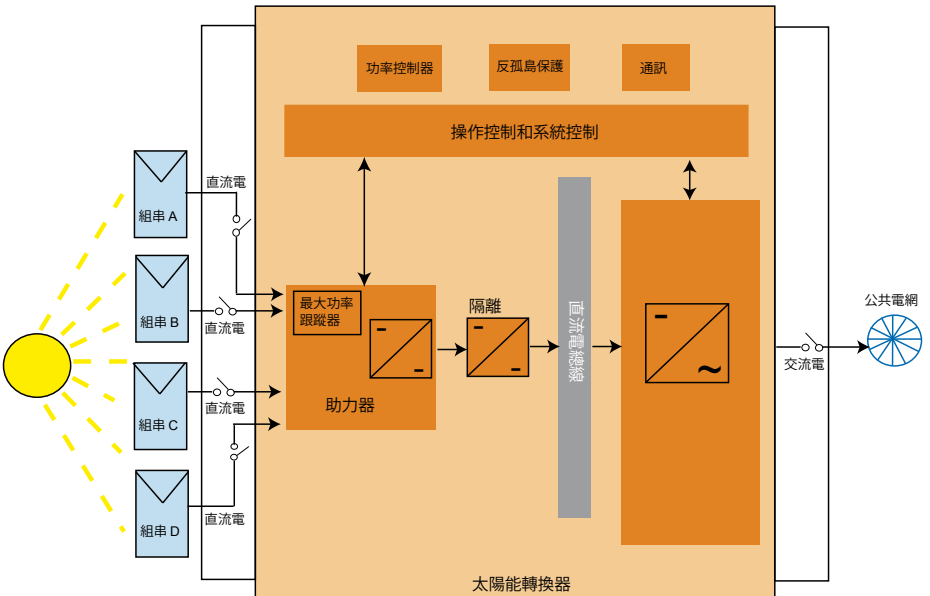 功率控制器
反孤島保護
通訊
操作控制和系統控制
直流電
組串 A
最大功率
跟蹤器
隔離
直流電總線
公共電網
組串 B
直流電
交流電
助力器
組串 C
直流電
組串 D
直流電
太陽能轉換器